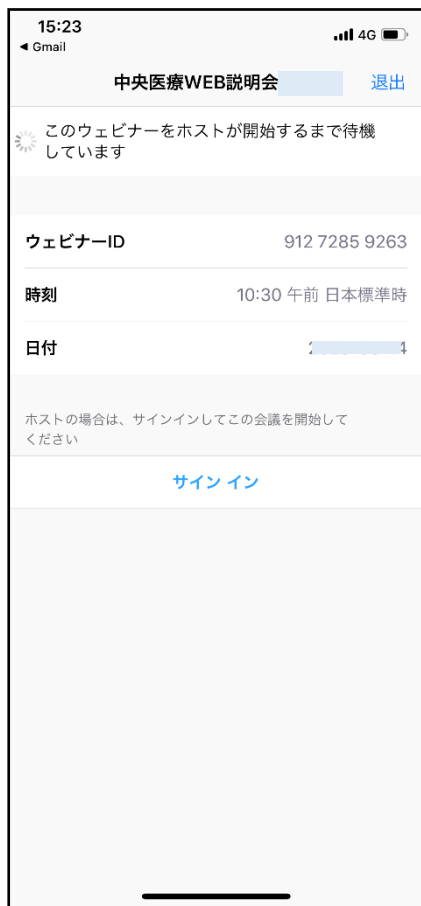 15:23
4G
◀ Gmail
中央医療WEB説明会
退出
このウェビナーをホストが開始するまで待機
しています
ウェビナーID 912 7285 9263
時刻 10:30 午前 日本標準時
日付
ホストの場合は、サインインしてこの会議を開始して
ください
サイン イン